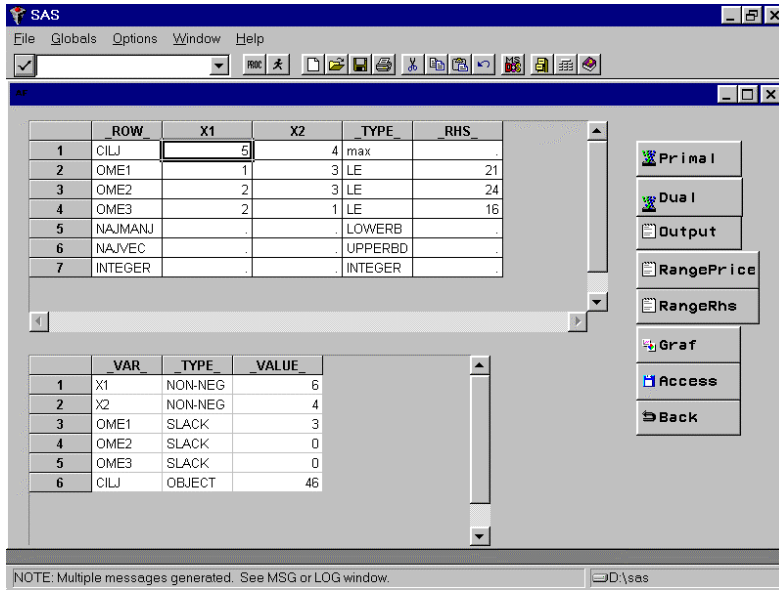 SAS
File Globals Options Window Help
PROC
_ROW_ X1 X2 _TYPE_ _RHS_
1 CILJ 5 4 max .
2 OME1 1 3 LE 21
3 OME2 2 3 LE 24
4 OME3 2 1 LE 16
5 NAJMANJ . . LOWERB .
6 NAJVEC . . UPPERBD .
7 INTEGER . . INTEGER .
Primal
Dual
Output
RangePrice
RangeRhs
Graf
Access
Back
_VAR_ _TYPE_ _VALUE_
1 X1 NON-NEG 6
2 X2 NON-NEG 4
3 OME1 SLACK 3
4 OME2 SLACK 0
5 OME3 SLACK 0
6 CILJ OBJECT 46
NOTE: Multiple messages generated. See MSG or LOG window. D:\sas